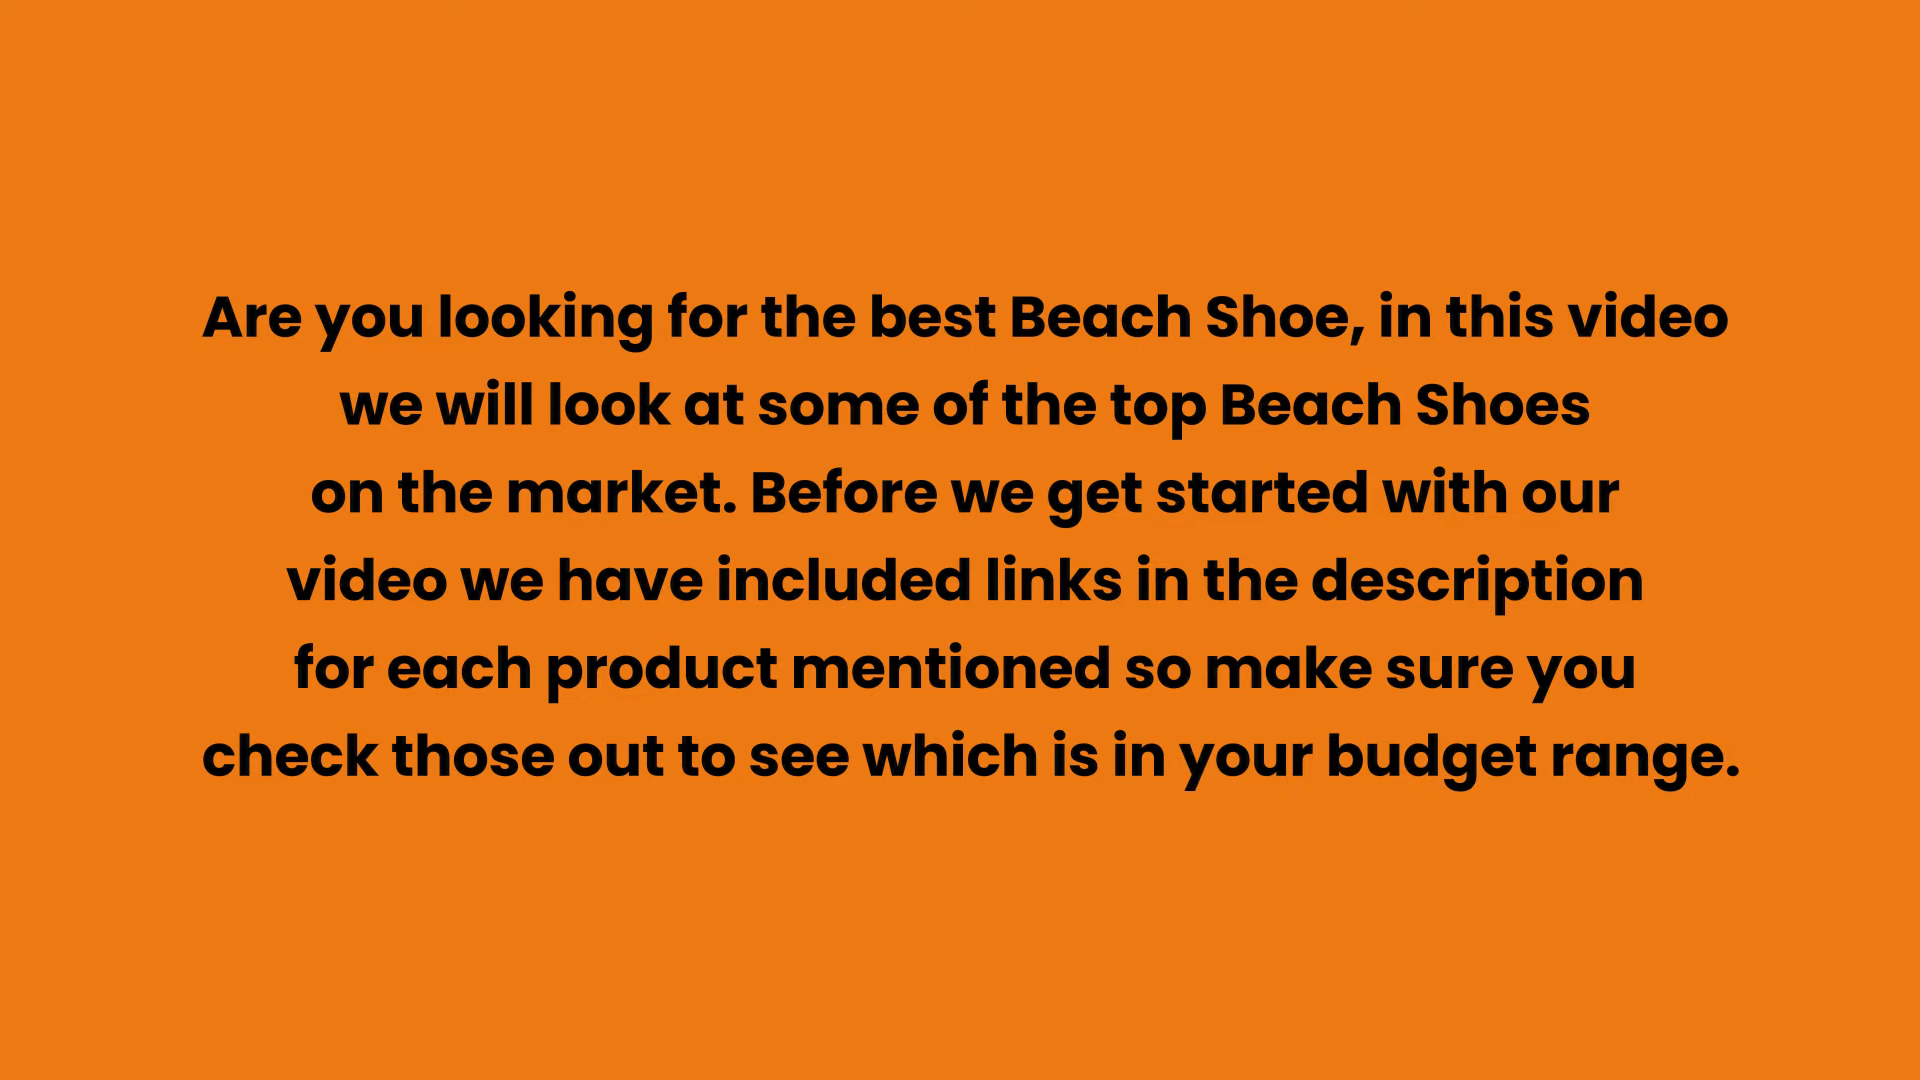 Are you looking for the best Beach Shoe, in this video
we will look at some of the top Beach Shoes
on the market. Before we get started with our
video we have included links in the description
for each product mentioned so make sure you
check those out to see which is in your budget range.